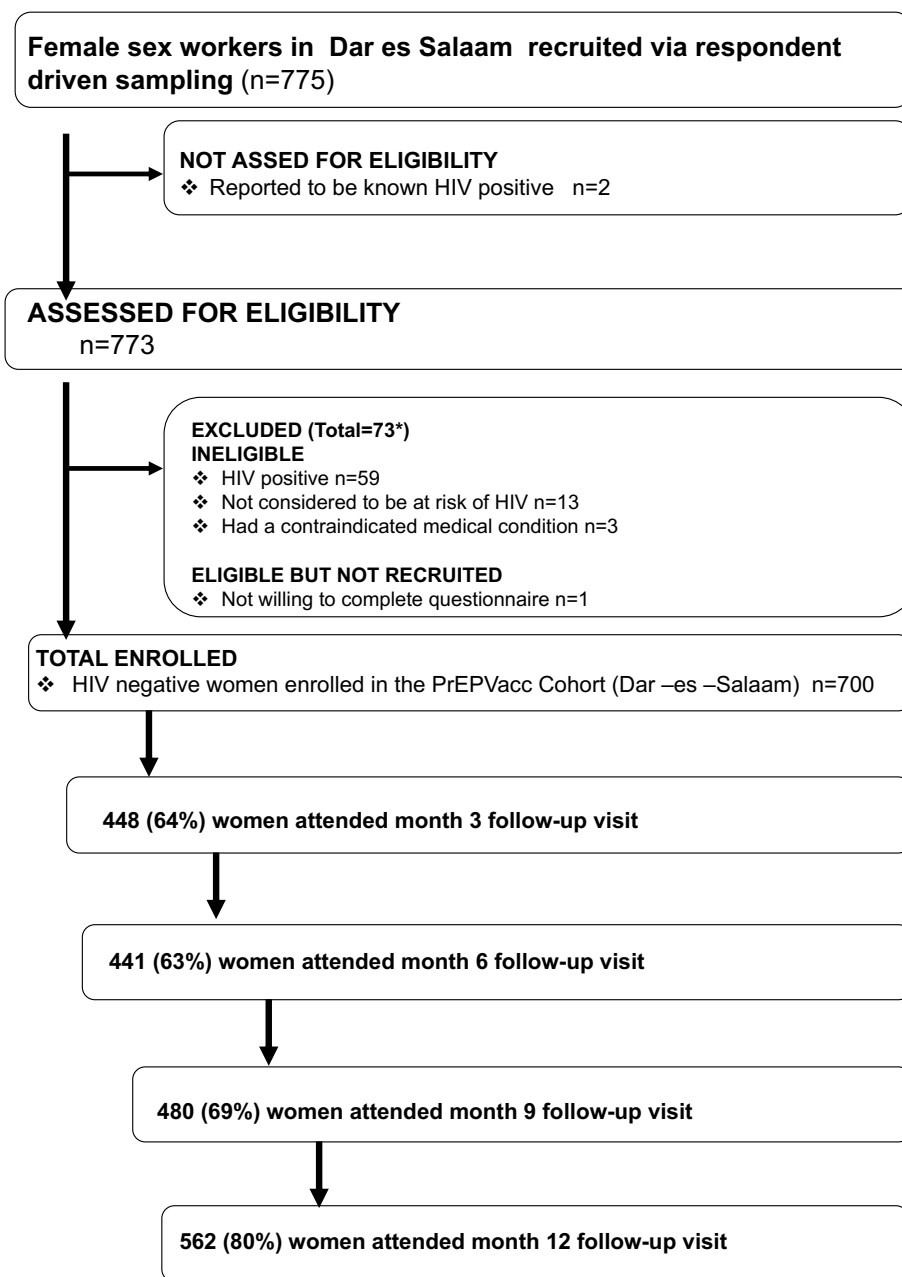 Female sex workers in Dar es Salaam recruited via respondent
driven sampling (n=775)
NOT ASSED FOR ELIGIBILITY
❖ Reported to be known HIV positive n=2
ASSESSED FOR ELIGIBILITY
n=773
EXCLUDED (Total=73*)
INELIGIBLE
❖ HIV positive n=59
❖ Not considered to be at risk of HIV n=13
❖ Had a contraindicated medical condition n=3
ELIGIBLE BUT NOT RECRUITED
❖ Not willing to complete questionnaire n=1
TOTAL ENROLLED
❖ HIV negative women enrolled in the PrEPVacc Cohort (Dar –es –Salaam) n=700
448 (64%) women attended month 3 follow-up visit
441 (63%) women attended month 6 follow-up visit
480 (69%) women attended month 9 follow-up visit
562 (80%) women attended month 12 follow-up visit